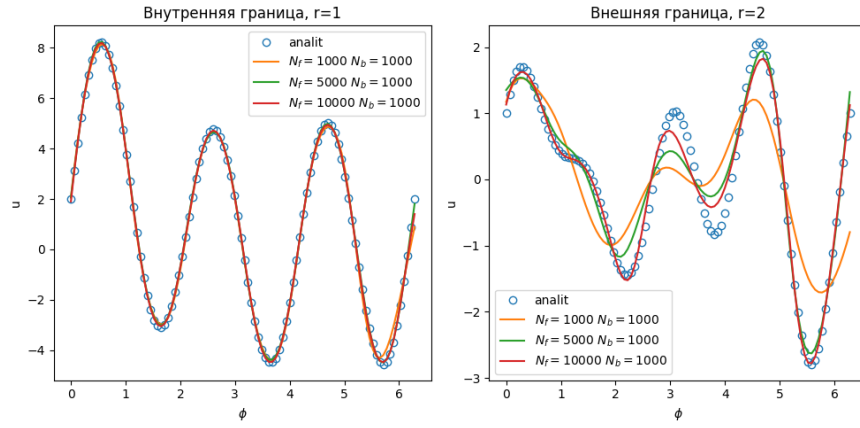 Внутренняя граница, r=1
8
6
4
2
0
−2
−4
u
0
1
2
3
4
5
6
ϕ
analit
N_f = 1000 N_b = 1000
N_f = 5000 N_b = 1000
N_f = 10000 N_b = 1000
Внешняя граница, r=2
2
1
0
−1
−2
−3
u
0
1
2
3
4
5
6
ϕ
analit
N_f = 1000 N_b = 1000
N_f = 5000 N_b = 1000
N_f = 10000 N_b = 1000